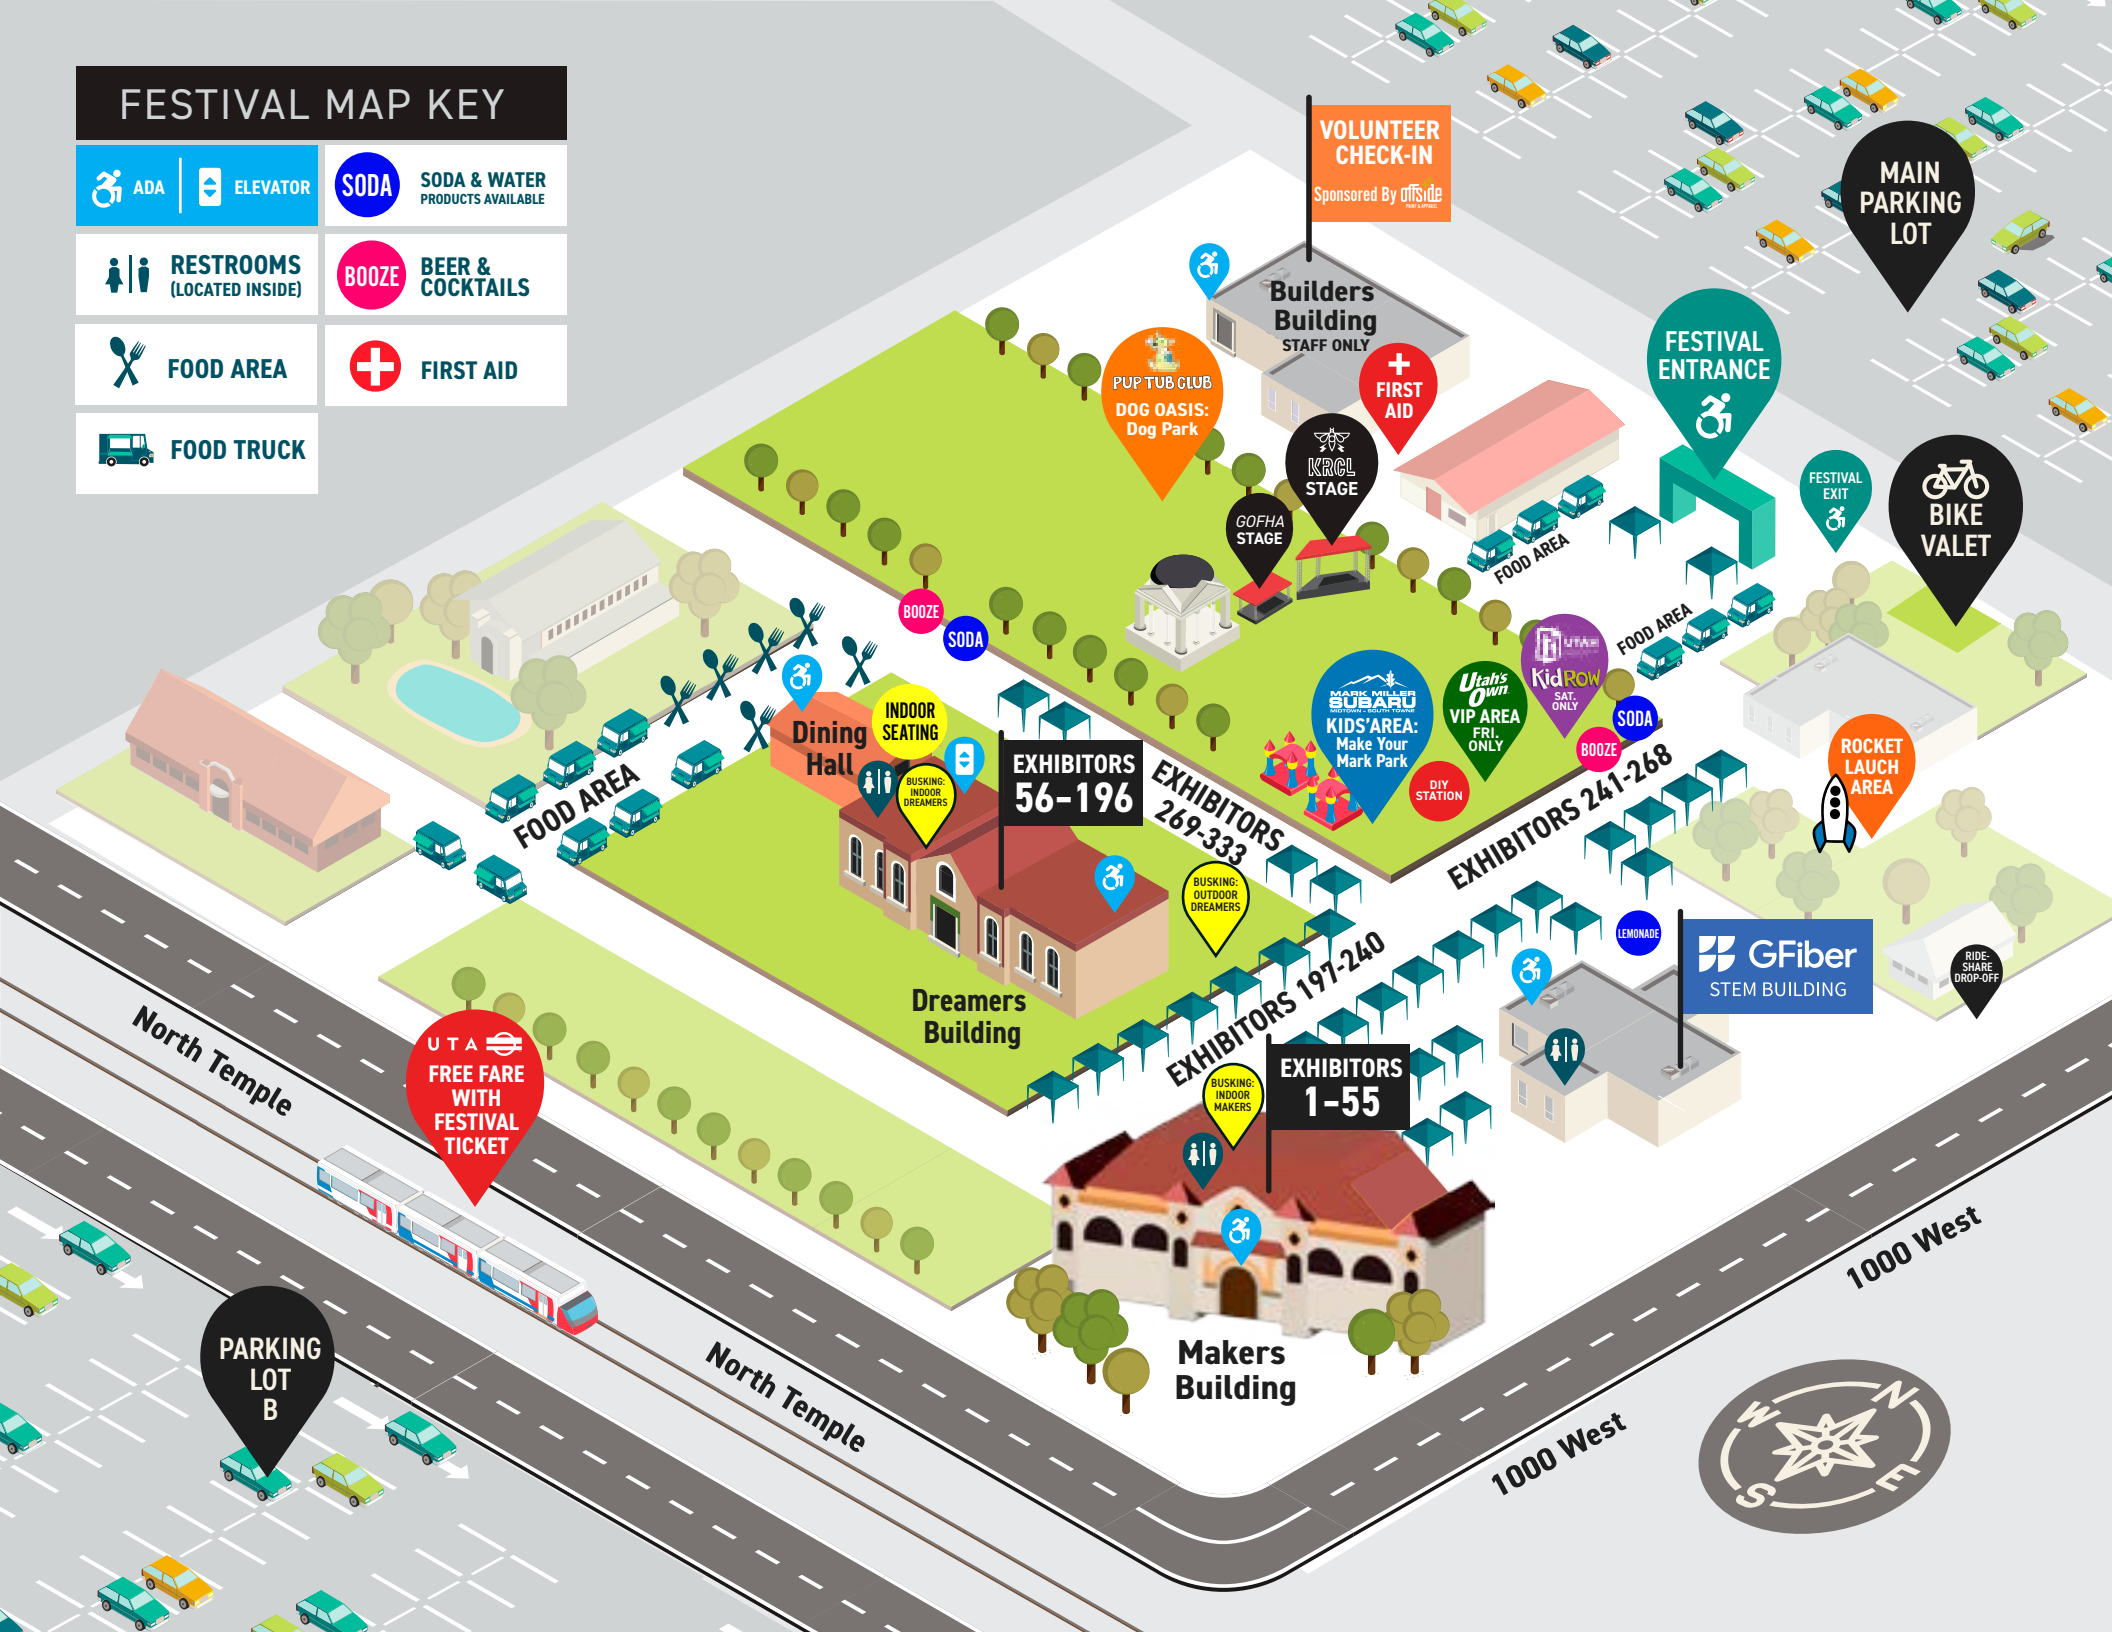 FESTIVAL MAP KEY
ADA
ELEVATOR
SODA
SODA & WATER
PRODUCTS AVAILABLE
RESTROOMS
(LOCATED INSIDE)
BOOZE
BEER &
COCKTAILS
FOOD AREA
FIRST AID
FOOD TRUCK
VOLUNTEER
CHECK-IN
Sponsored By offside
PRINT & APPAREL
MAIN
PARKING
LOT
Builders
Building
STAFF ONLY
FESTIVAL
ENTRANCE
PUP TUB CLUB
DOG OASIS:
Dog Park
FIRST
AID
KRCL
STAGE
GOFHA
STAGE
FESTIVAL
EXIT
BIKE
VALET
FOOD AREA
FOOD AREA
BOOZE
SODA
UTAH
KidRow
SAT.
ONLY
MARK MILLER
SUBARU
MIDTOWN - SOUTH TOWNE
KIDS'AREA:
Make Your
Mark Park
Utah's
Own
VIP AREA
FRI.
ONLY
SODA
BOOZE
DIY
STATION
INDOOR
SEATING
Dining
Hall
BUSKING:
INDOOR
DREAMERS
EXHIBITORS
56-196
EXHIBITORS
269-333
EXHIBITORS 241-268
ROCKET
LAUCH
AREA
FOOD AREA
BUSKING:
OUTDOOR
DREAMERS
LEMONADE
GFiber
STEM BUILDING
RIDE-
SHARE
DROP-OFF
Dreamers
Building
EXHIBITORS 197-240
EXHIBITORS
1-55
BUSKING:
INDOOR
MAKERS
North Temple
UTA
FREE FARE
WITH
FESTIVAL
TICKET
PARKING
LOT
B
North Temple
Makers
Building
1000 West
1000 West
N
W
E
S